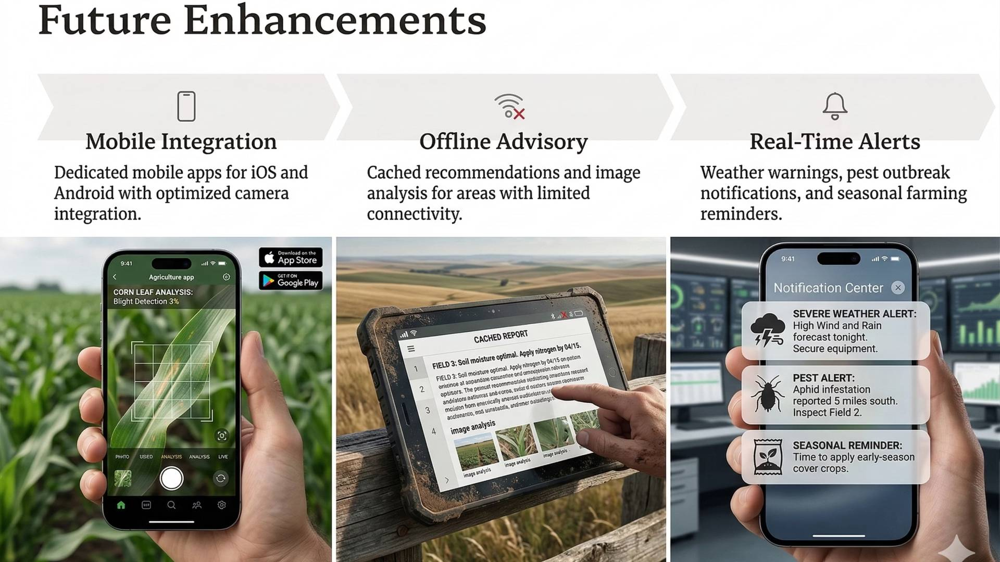 Future Enhancements
Mobile Integration
Dedicated mobile apps for iOS and
Android with optimized camera
integration.
Offline Advisory
Cached recommendations and image
analysis for areas with limited
connectivity.
Real-Time Alerts
Weather warnings, pest outbreak
notifications, and seasonal farming
reminders.
9:41
Agriculture app
CORN LEAF ANALYSIS:
Blight Detection 3%
PHHTO USED ANALYSIS ANALYSIS LIVE
Download on the
App Store
GET IT ON
Google Play
CACHED REPORT
1
2
3
4
FIELD 3: Soil moisture optimal. Apply nitrogen by 04/15.
FIELD 3: Soil moisture optimal. Apply nitrogen by 04/15 on
The
from
image analysis
image analysis
image analysis
image analysis
9:41
Notification Center
SEVERE WEATHER ALERT:
High Wind and Rain
forecast tonight.
Secure equipment.
PEST ALERT:
Aphid infestation
reported 5 miles south.
Inspect Field 2.
SEASONAL REMINDER:
Time to apply early-season
cover crops.